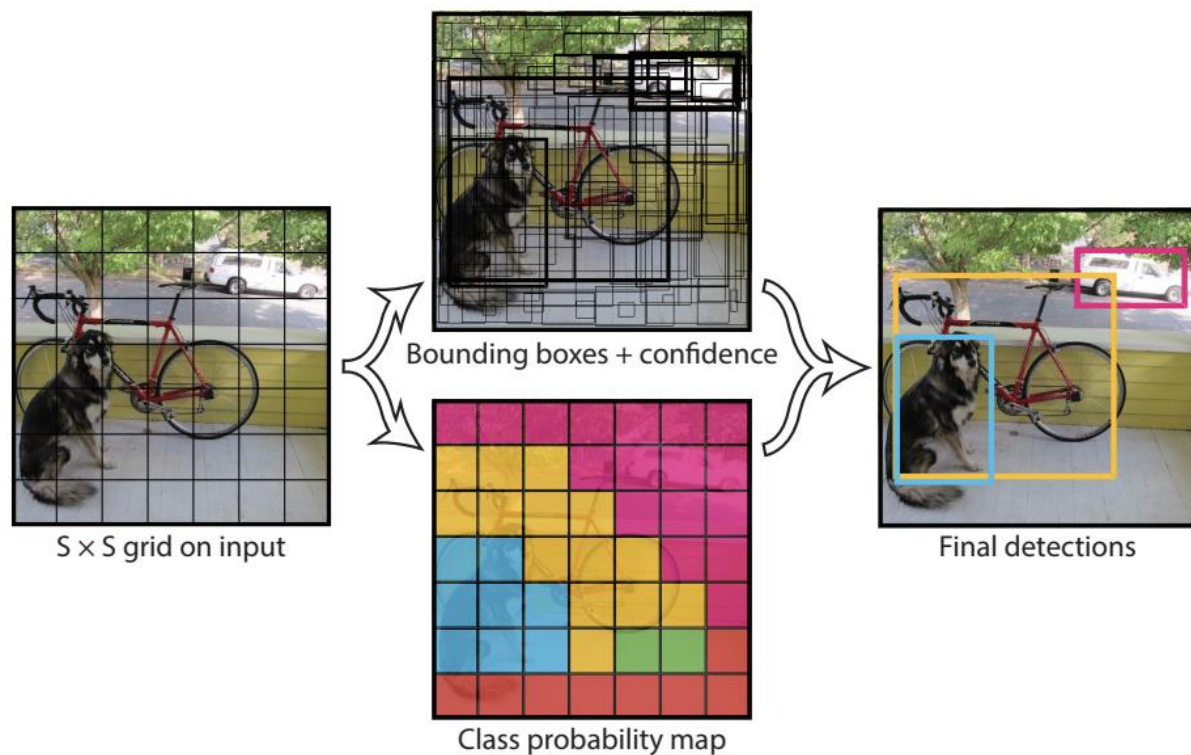 Bounding boxes + confidence
S × S grid on input
Final detections
Class probability map